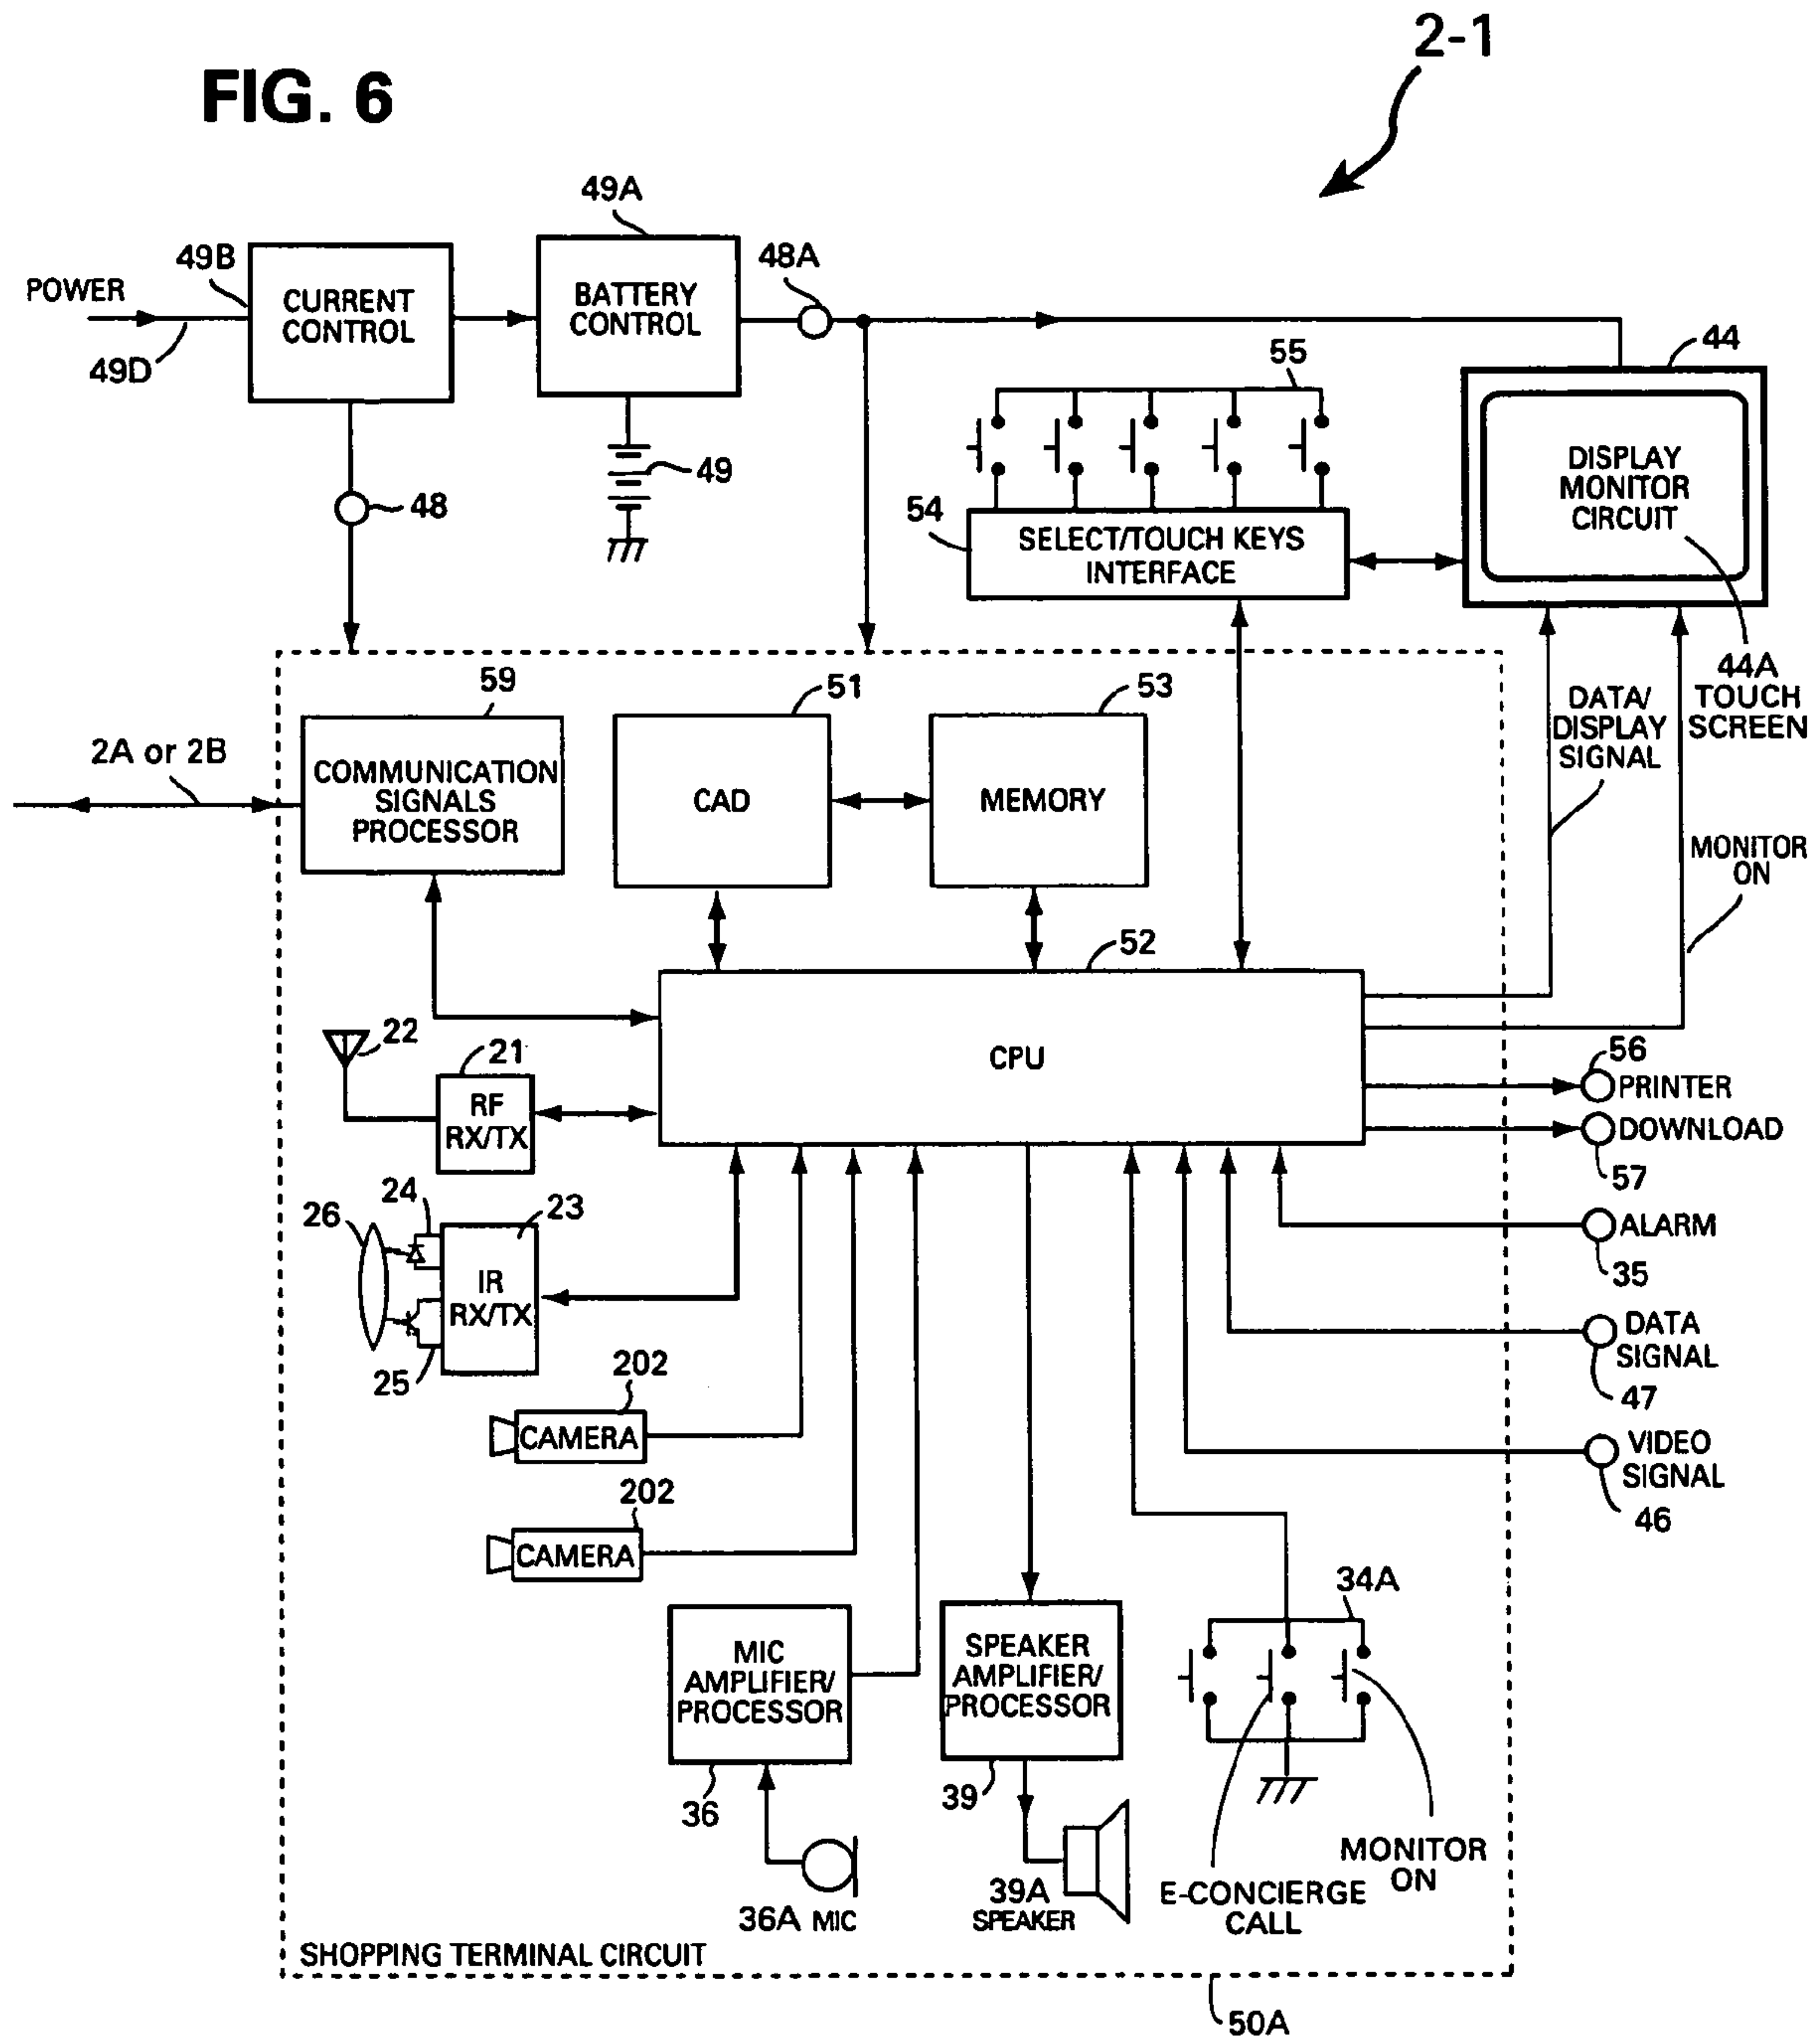 2-1
FIG. 6
49A
49B
48A
POWER
CURRENT
CONTROL
BATTERY
CONTROL
49D
55
44
49
48
54
SELECT/TOUCH KEYS
INTERFACE
DISPLAY
MONITOR
CIRCUIT
44A
TOUCH
SCREEN
DATA/
DISPLAY
SIGNAL
59
51
53
2A or 2B
COMMUNICATION
SIGNALS
PROCESSOR
CAD
MEMORY
MONITOR
ON
52
CPU
22
21
RF
RX/TX
56
PRINTER
DOWNLOAD
57
24
26
23
IR
RX/TX
25
ALARM
35
DATA
SIGNAL
47
202
CAMERA
VIDEO
SIGNAL
46
202
CAMERA
34A
MIC
AMPLIFIER/
PROCESSOR
SPEAKER
AMPLIFIER/
PROCESSOR
36
39
MONITOR
ON
E-CONCIERGE
CALL
36A MIC
39A
SPEAKER
SHOPPING TERMINAL CIRCUIT
50A